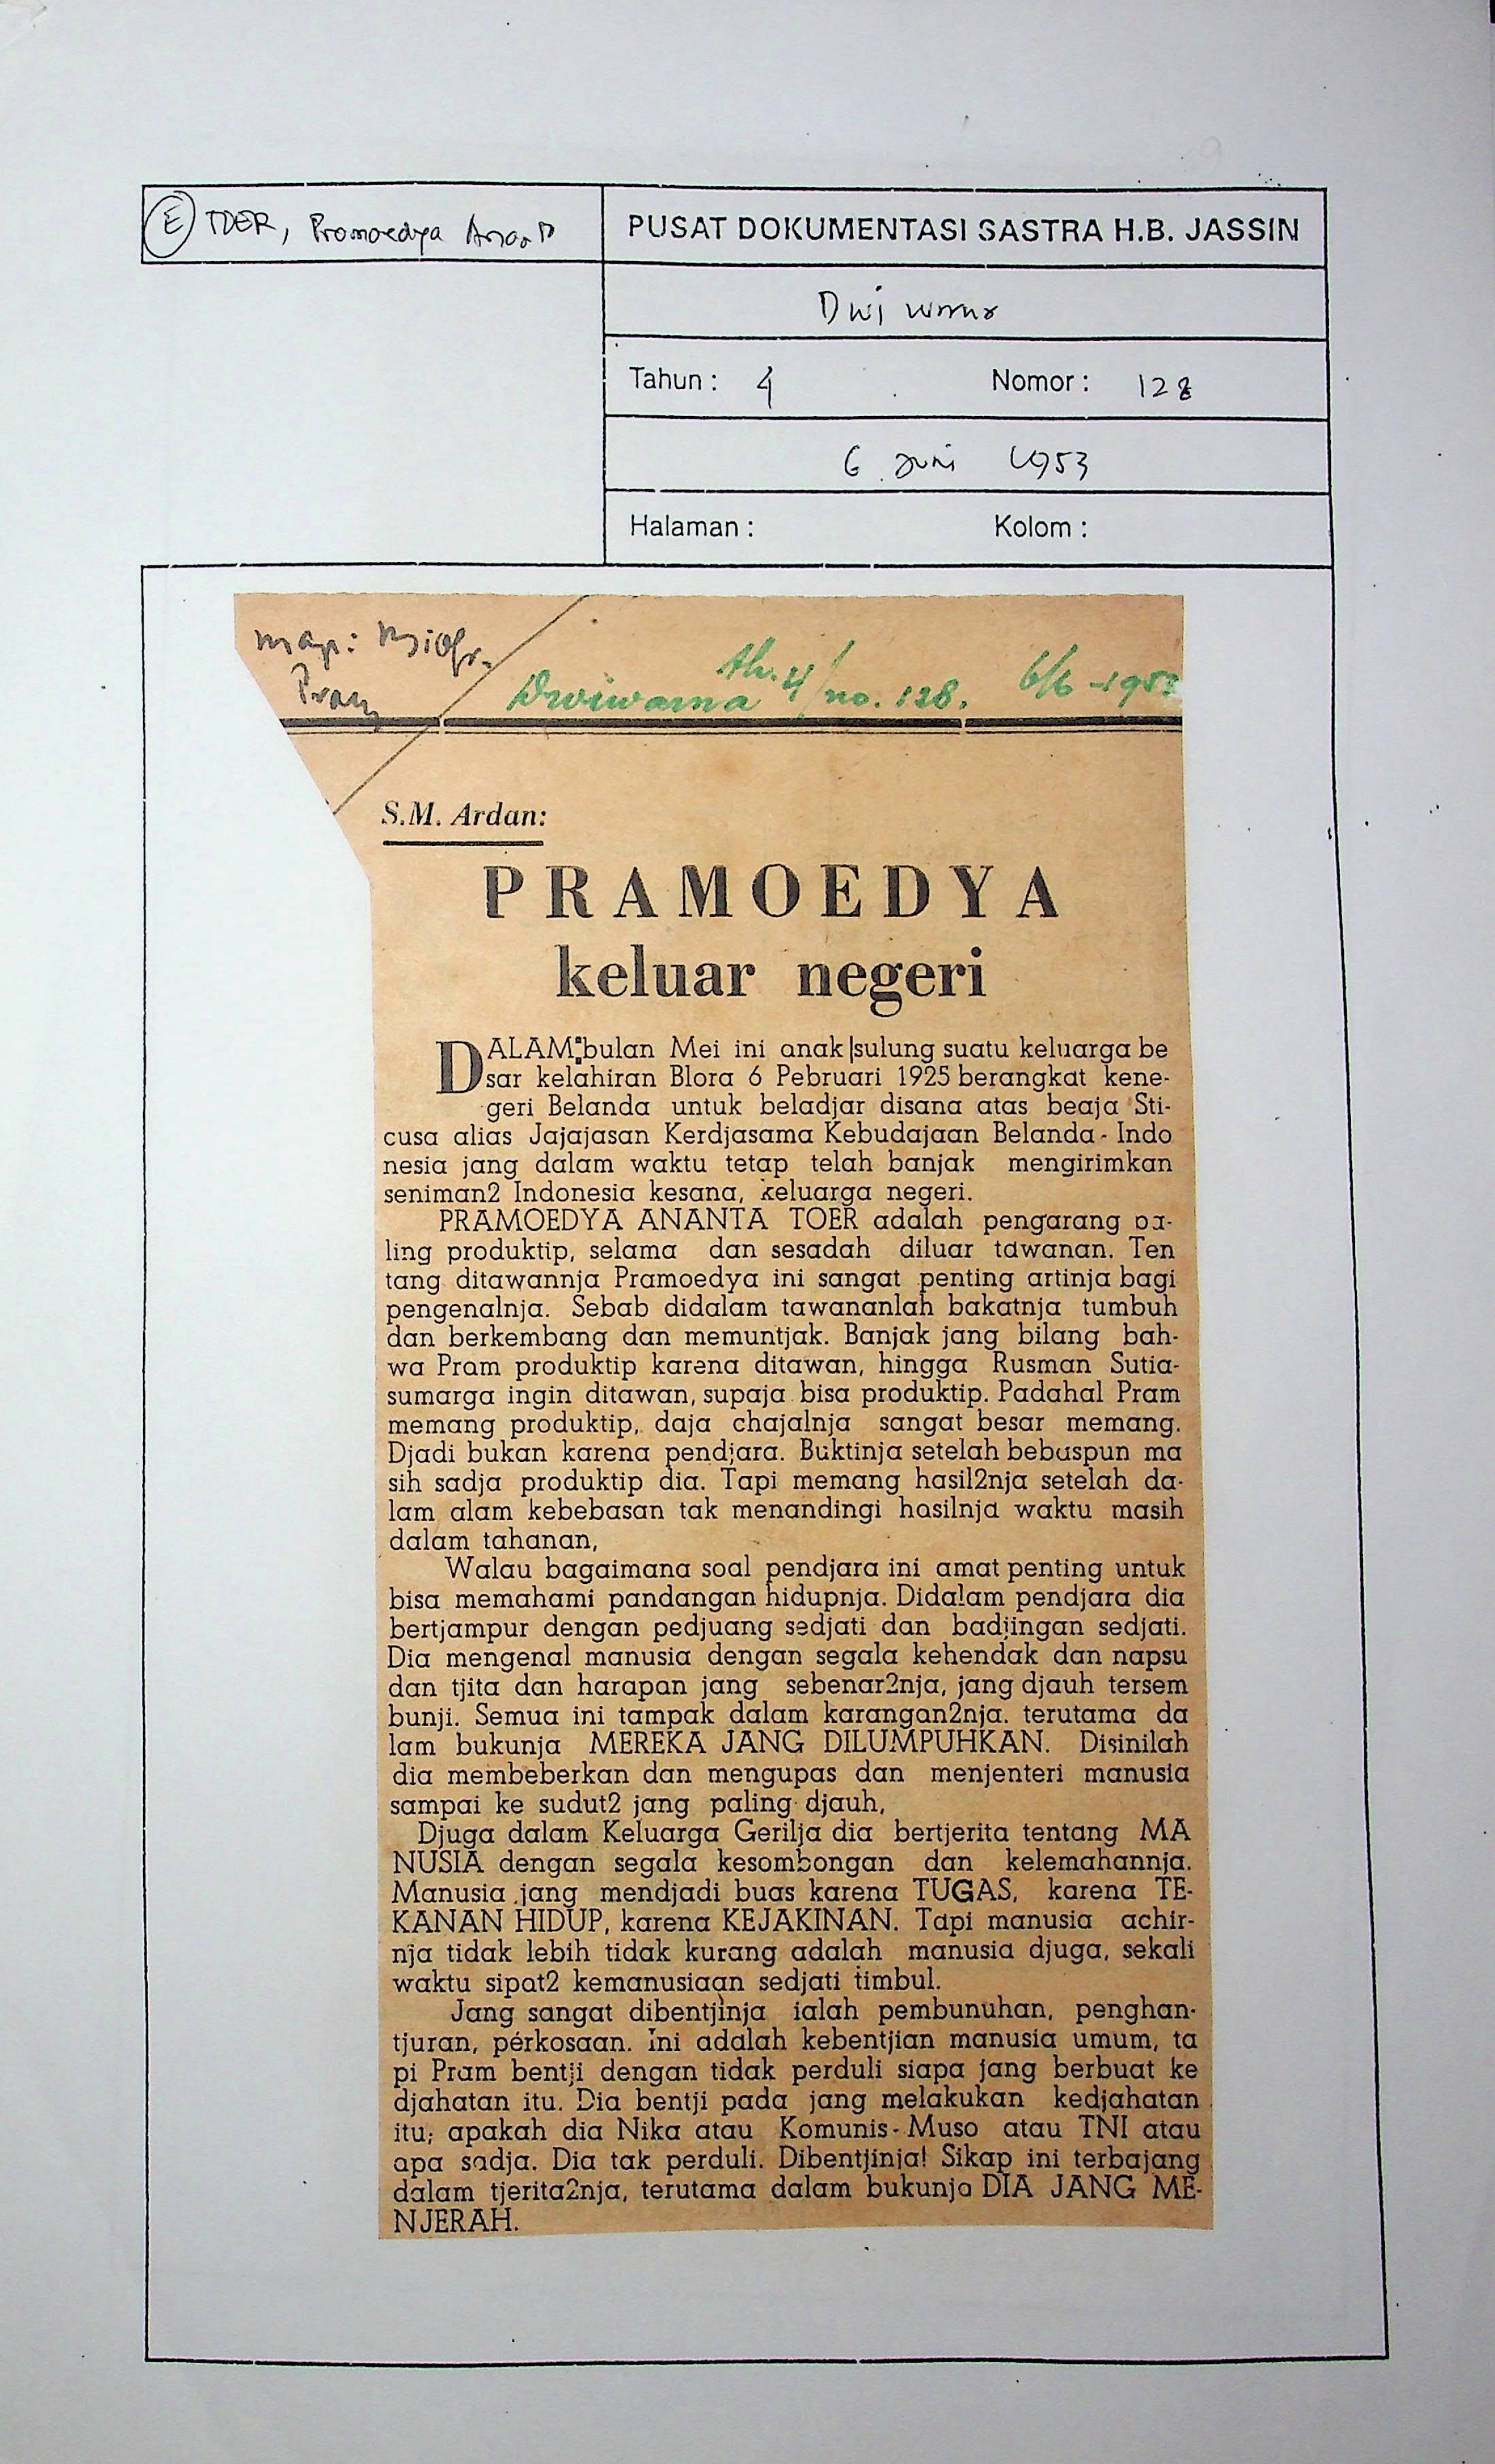 E TOER, Pramoedya Ananta
PUSAT DOKUMENTASI SASTRA H.B. JASSIN
Dwi warna
Tahun : 4 Nomor : 128
6 Juni 1953
Halaman : Kolom :
map: Biogr.
Pram
Dwiwarna th. 4/no. 128. 6/6-1953
S.M. Ardan:
PRAMOEDYA
keluar negeri
DALAM bulan Mei ini anak sulung suatu keluarga be
sar kelahiran Blora 6 Pebruari 1925 berangkat kene-
geri Belanda untuk beladjar disana atas beaja Sti-
cusa alias Jajajasan Kerdjasama Kebudajaan Belanda - Indo
nesia jang dalam waktu tetap telah banjak mengirimkan
seniman2 Indonesia kesana, keluarga negeri.
PRAMOEDYA ANANTA TOER adalah pengarang pa-
ling produktip, selama dan sesadah diluar tawanan. Ten
tang ditawannja Pramoedya ini sangat penting artinja bagi
pengenalnja. Sebab didalam tawananlah bakatnja tumbuh
dan berkembang dan memuntjak. Banjak jang bilang bah-
wa Pram produktip karena ditawan, hingga Rusman Sutia-
sumarga ingin ditawan, supaja bisa produktip. Padahal Pram
memang produktip, daja chajalnja sangat besar memang.
Djadi bukan karena pendjara. Buktinja setelah bebaspun ma
sih sadja produktip dia. Tapi memang hasil2nja setelah da-
lam alam kebebasan tak menandingi hasilnja waktu masih
dalam tahanan,
Walau bagaimana soal pendjara ini amat penting untuk
bisa memahami pandangan hidupnja. Didalam pendjara dia
bertjampur dengan pedjuang sedjati dan badjingan sedjati.
Dia mengenal manusia dengan segala kehendak dan napsu
dan tjita dan harapan jang sebenar2nja, jang djauh tersem
bunji. Semua ini tampak dalam karangan2nja. terutama da
lam bukunja MEREKA JANG DILUMPUHKAN. Disinilah
dia membeberkan dan mengupas dan menjenteri manusia
sampai ke sudut2 jang paling djauh,
Djuga dalam Keluarga Gerilja dia bertjerita tentang MA
NUSIA dengan segala kesombongan dan kelemahannja.
Manusia jang mendjadi buas karena TUGAS, karena TE-
KANAN HIDUP, karena KEJAKINAN. Tapi manusia achir-
nja tidak lebih tidak kurang adalah manusia djuga, sekali
waktu sipat2 kemanusiaan sedjati timbul.
Jang sangat dibentjinja ialah pembunuhan, penghan-
tjuran, perkosaan. Ini adalah kebentjian manusia umum, ta
pi Pram bentji dengan tidak perduli siapa jang berbuat ke
djahatan itu. Dia bentji pada jang melakukan kedjahatan
itu; apakah dia Nika atau Komunis - Muso atau TNI atau
apa sadja. Dia tak perduli. Dibentjinja! Sikap ini terbajang
dalam tjerita2nja, terutama dalam bukunja DIA JANG ME-
NJERAH.